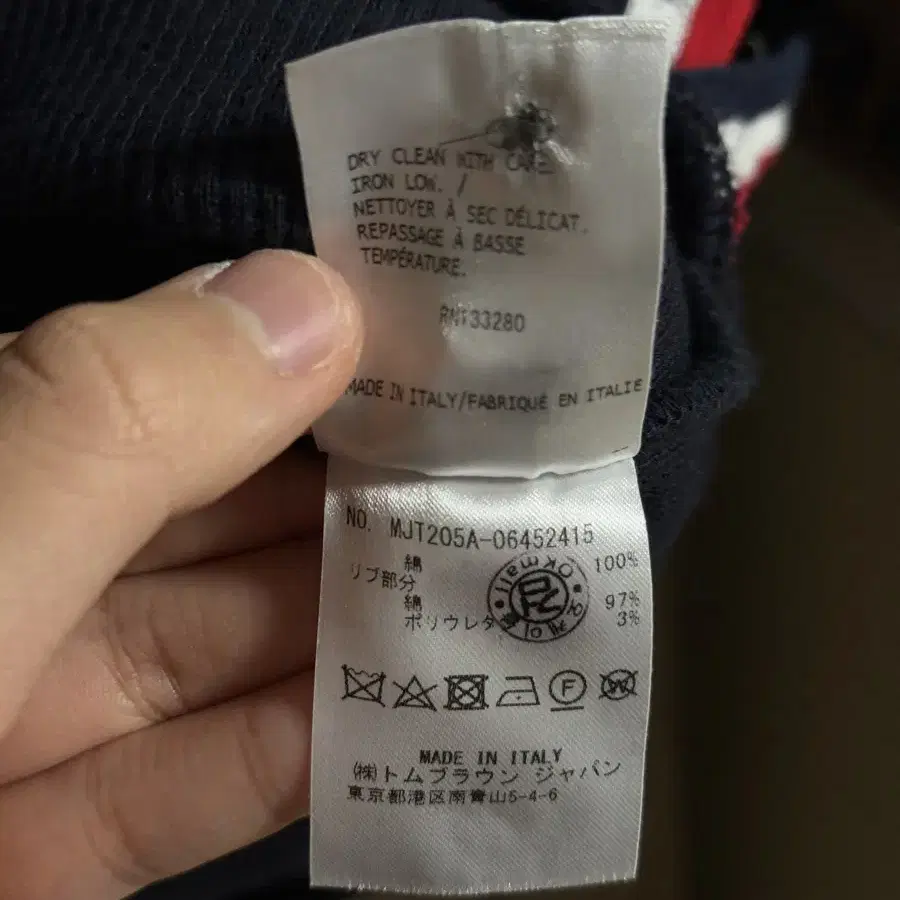 DRY CLEAN WITH CARE.
IRON LOW. /
NETTOYER À SEC DÉLICAT.
REPASSAGE À BASSE
TEMPÉRATURE.
RN133280
MADE IN ITALY/FABRIQUÉ EN ITALIE
NO. MJT205A-06452415
綿 100%
リブ部分
綿 97%
ポリウレタ 3%
okmall
F
W
MADE IN ITALY
㈱トムブラウン ジャパン
東京都港区南青山5-4-6